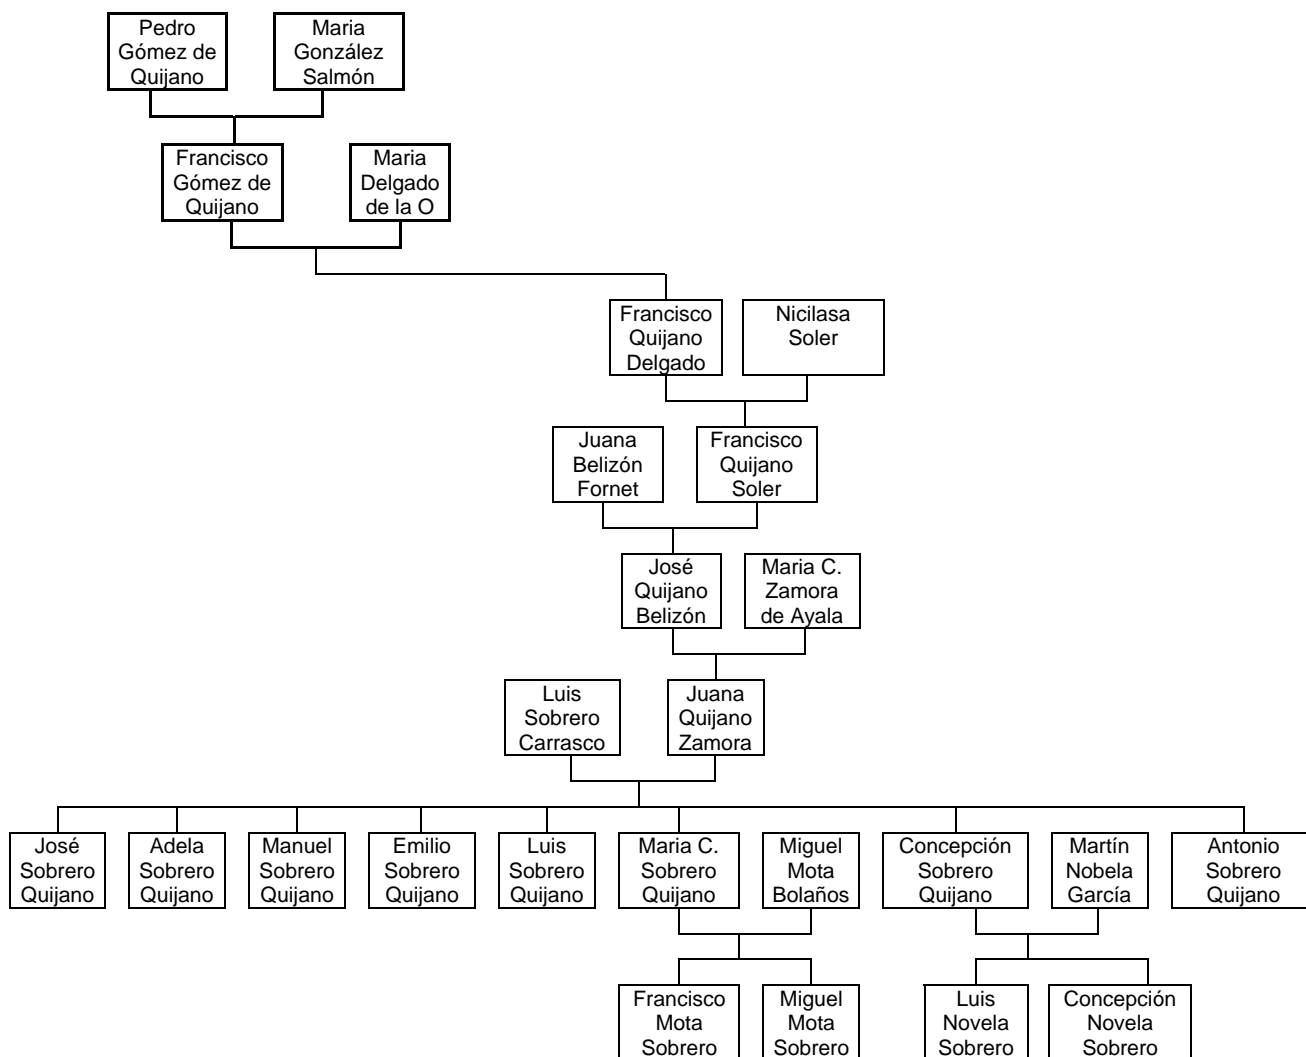 Pedro
Gómez de
Quijano
Maria
González
Salmón
Francisco
Gómez de
Quijano
Maria
Delgado
de la O
Francisco
Quijano
Delgado
Nicilasa
Soler
Juana
Belizón
Fornet
Francisco
Quijano
Soler
José
Quijano
Belizón
Maria C.
Zamora
de Ayala
Luis
Sobrero
Carrasco
Juana
Quijano
Zamora
José
Sobrero
Quijano
Adela
Sobrero
Quijano
Manuel
Sobrero
Quijano
Emilio
Sobrero
Quijano
Luis
Sobrero
Quijano
Maria C.
Sobrero
Quijano
Miguel
Mota
Bolaños
Concepción
Sobrero
Quijano
Martín
Nobela
García
Antonio
Sobrero
Quijano
Francisco
Mota
Sobrero
Miguel
Mota
Sobrero
Luis
Novela
Sobrero
Concepción
Novela
Sobrero